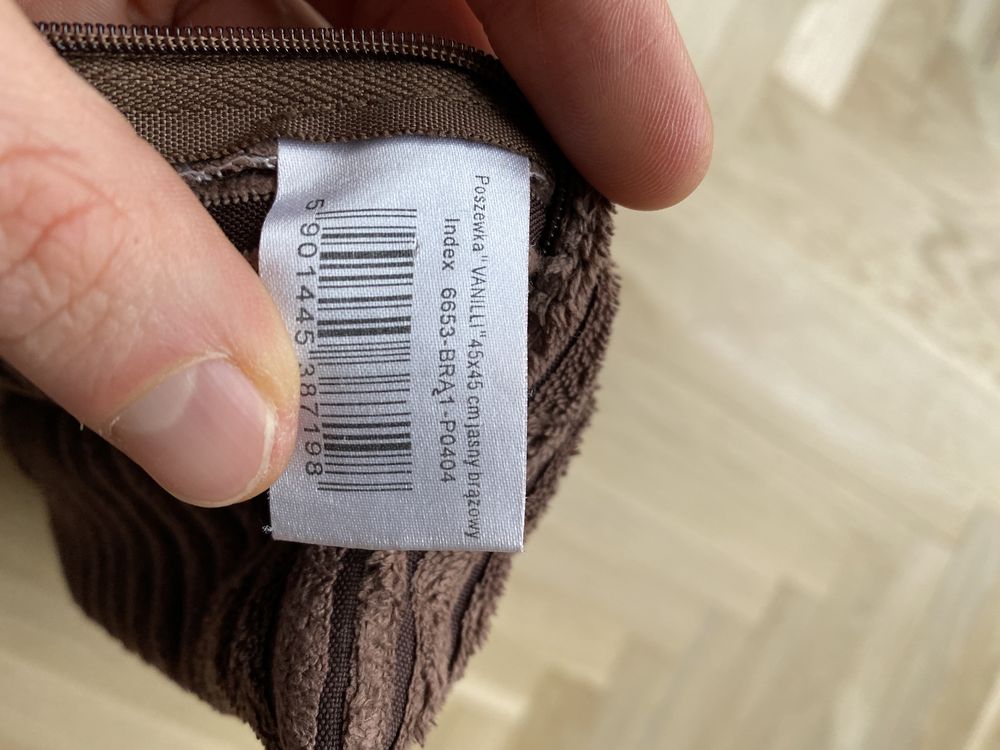 Poszewka "VANILLI" 45x45 cm jasny brązowy
Index 6653-BRĄ1-P0404
5 901445 387198